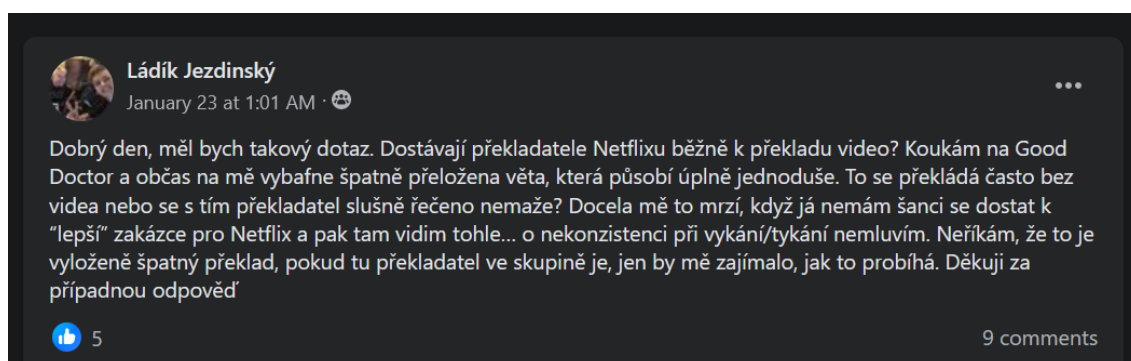 Ládík Jezdinský
January 23 at 1:01 AM ·
Dobrý den, měl bych takový dotaz. Dostávají překladatele Netflixu běžně k překladu video? Koukám na Good
Doctor a občas na mě vybafne špatně přeložena věta, která působí úplně jednoduše. To se překládá často bez
videa nebo se s tím překladatel slušně řečeno nemaže? Docela mě to mrzí, když já nemám šanci se dostat k
“lepší” zakázce pro Netflix a pak tam vidim tohle... o nekonzistenci při vykání/tykání nemluvím. Neříkám, že to je
vyloženě špatný překlad, pokud tu překladatel ve skupině je, jen by mě zajímalo, jak to probíhá. Děkuji za
případnou odpověď
5
9 comments